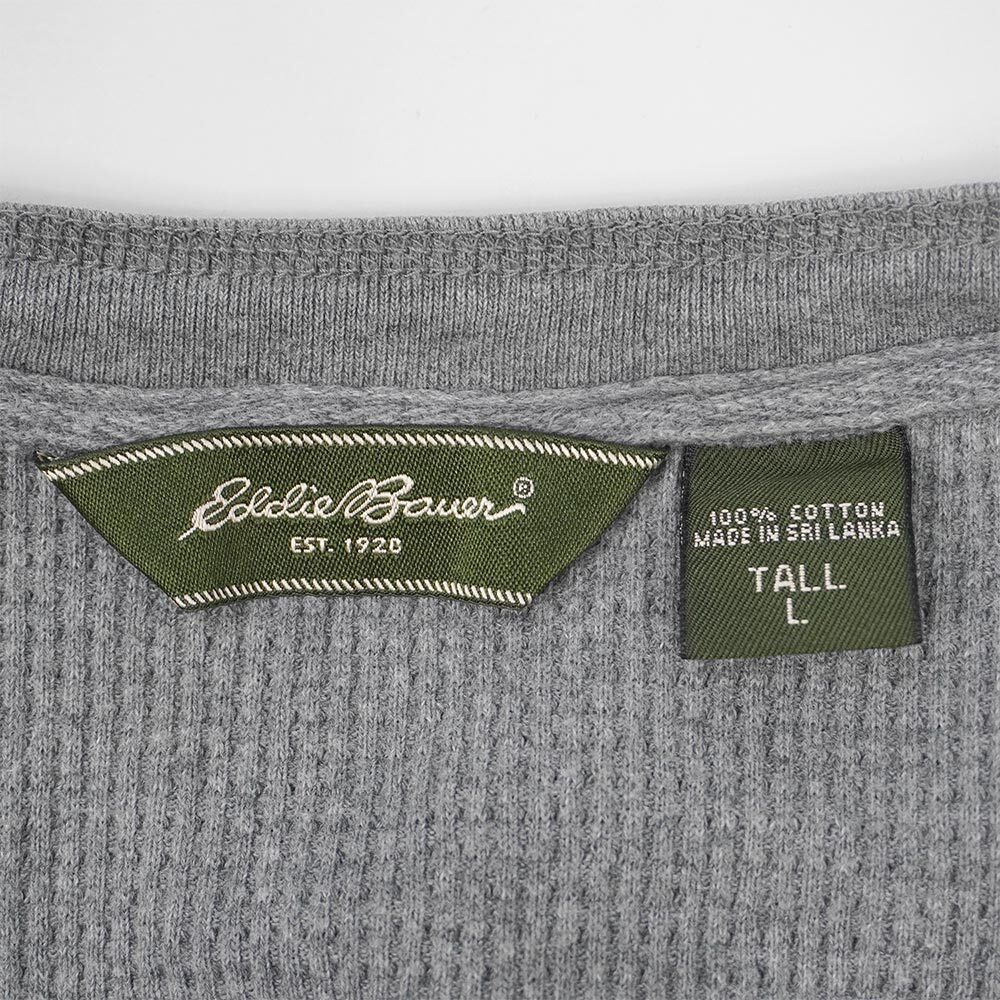 Eddie Bauer®
EST. 1920
100% COTTON
MADE IN SRI LANKA
TALL
L